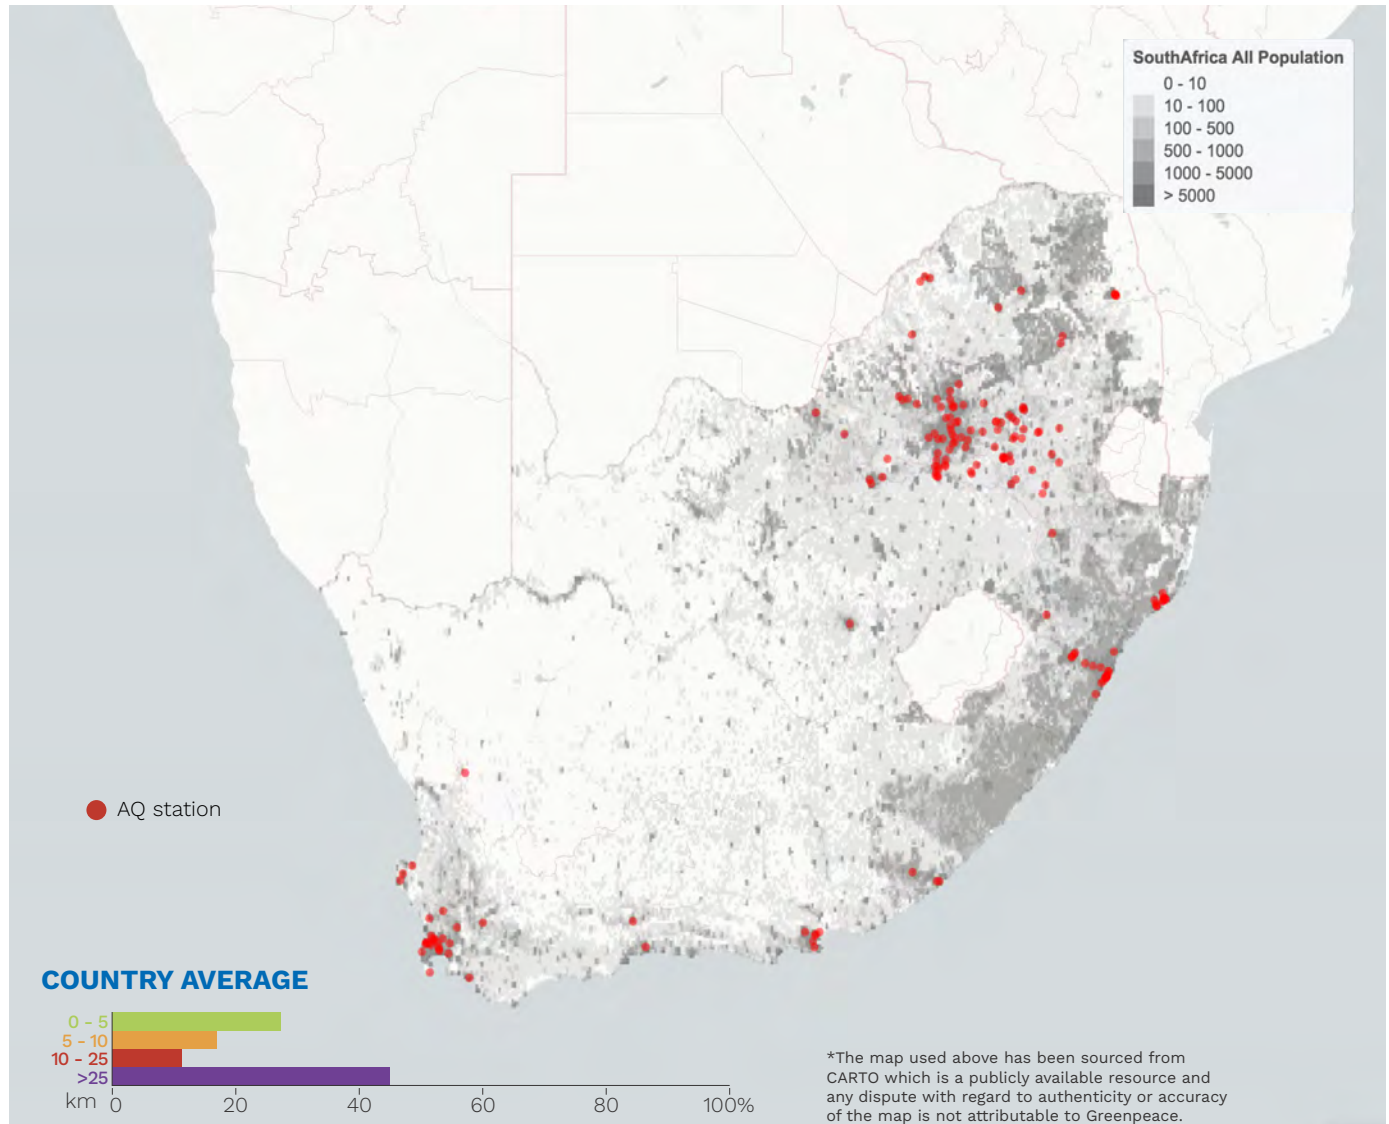 SouthAfrica All Population
0 - 10
10 - 100
100 - 500
500 - 1000
1000 - 5000
> 5000
AQ station
COUNTRY AVERAGE
0 - 5
5 - 10
10 - 25
>25
km 0 20 40 60 80 100%
*The map used above has been sourced from
CARTO which is a publicly available resource and
any dispute with regard to authenticity or accuracy
of the map is not attributable to Greenpeace.